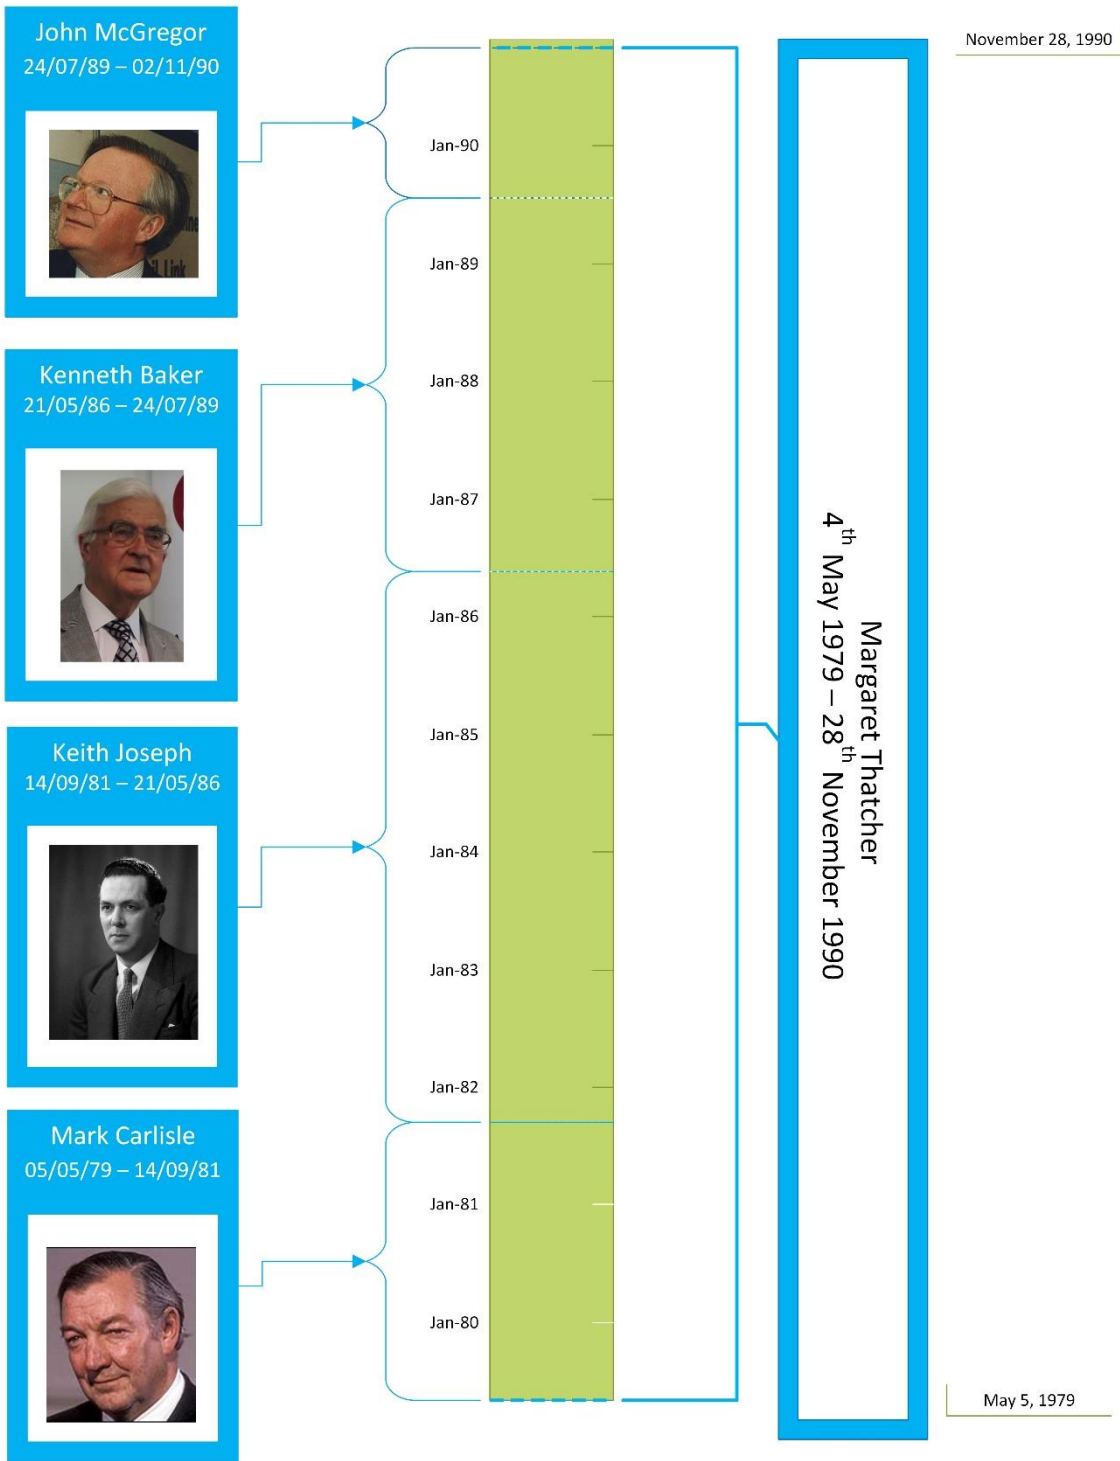 John McGregor
24/07/89 – 02/11/90
Kenneth Baker
21/05/86 – 24/07/89
Keith Joseph
14/09/81 – 21/05/86
Mark Carlisle
05/05/79 – 14/09/81
Jan-90
Jan-89
Jan-88
Jan-87
Jan-86
Jan-85
Jan-84
Jan-83
Jan-82
Jan-81
Jan-80
Margaret Thatcher
4th May 1979 – 28th November 1990
November 28, 1990
May 5, 1979